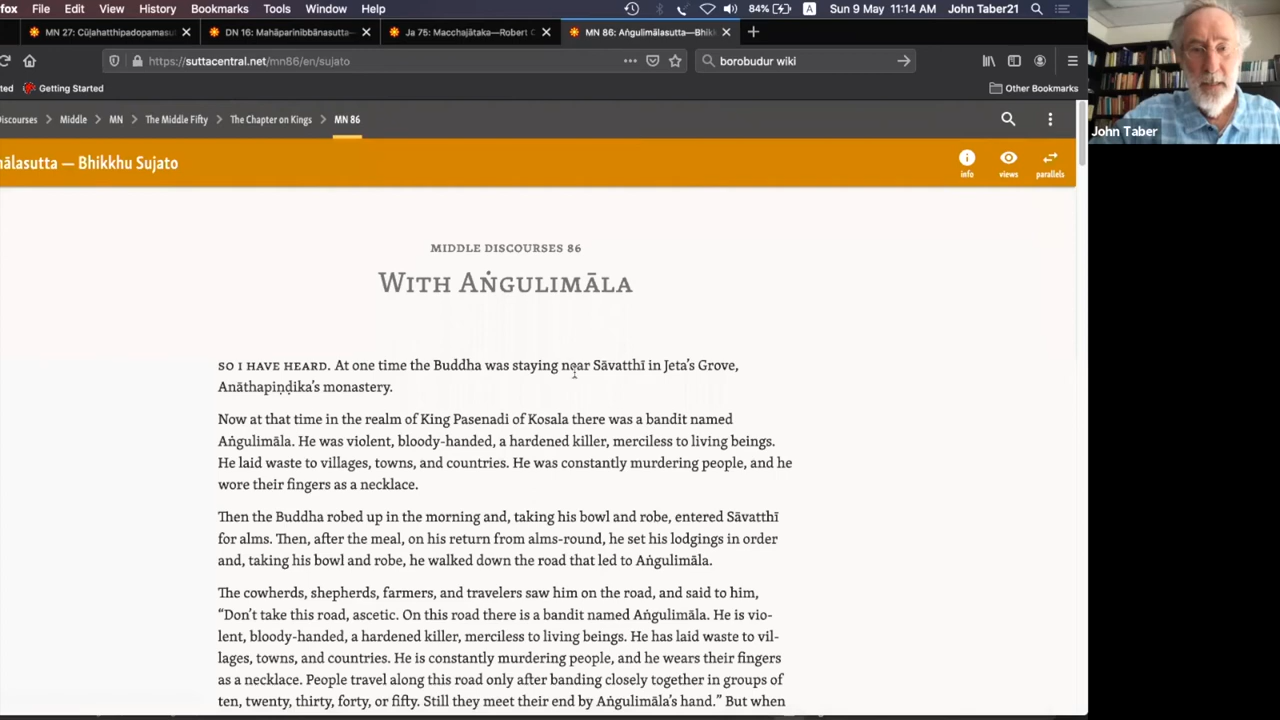 fox File Edit View History Bookmarks Tools Window Help 84% A Sun 9 May 11:14 AM John Taber21
MN 27: Cūḷahatthipadopamasut DN 16: Mahāparinibbānasutta— Ja 75: Macchajātaka—Robert C MN 86: Aṅgulimālasutta—Bhik
https://suttacentral.net/mn86/en/sujato borobudur wiki
ted Getting Started Other Bookmarks
iscourses Middle MN The Middle Fifty The Chapter on Kings MN 86
nālasutta — Bhikkhu Sujato
info views parallels
John Taber
MIDDLE DISCOURSES 86
With Aṅgulimāla
SO I HAVE HEARD. At one time the Buddha was staying near Sāvatthī in Jeta’s Grove,
Anāthapiṇḍika’s monastery.
Now at that time in the realm of King Pasenadi of Kosala there was a bandit named
Aṅgulimāla. He was violent, bloody-handed, a hardened killer, merciless to living beings.
He laid waste to villages, towns, and countries. He was constantly murdering people, and he
wore their fingers as a necklace.
Then the Buddha robed up in the morning and, taking his bowl and robe, entered Sāvatthī
for alms. Then, after the meal, on his return from alms-round, he set his lodgings in order
and, taking his bowl and robe, he walked down the road that led to Aṅgulimāla.
The cowherds, shepherds, farmers, and travelers saw him on the road, and said to him,
“Don’t take this road, ascetic. On this road there is a bandit named Aṅgulimāla. He is vio-
lent, bloody-handed, a hardened killer, merciless to living beings. He has laid waste to vil-
lages, towns, and countries. He is constantly murdering people, and he wears their fingers
as a necklace. People travel along this road only after banding closely together in groups of
ten, twenty, thirty, forty, or fifty. Still they meet their end by Aṅgulimāla’s hand.” But when